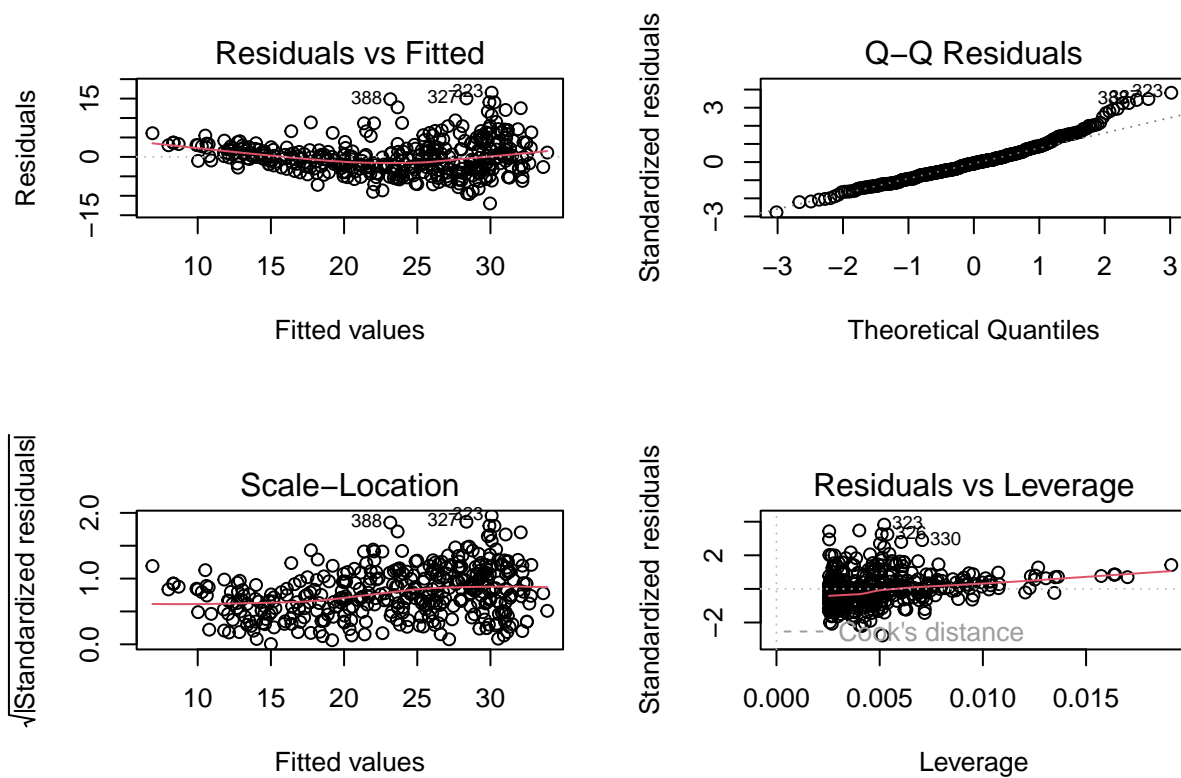 Residuals vs Fitted
Residuals
15
0
−15
388
327
323
10 15 20 25 30
Fitted values
Q−Q Residuals
Standardized residuals
3
0
−3
323
−3 −2 −1 0 1 2 3
Theoretical Quantiles
Scale−Location
√|Standardized residuals|
2.0
1.0
0.0
388
327
323
10 15 20 25 30
Fitted values
Residuals vs Leverage
Standardized residuals
2
−2
323
326
330
Cook's distance
0.000 0.005 0.010 0.015
Leverage